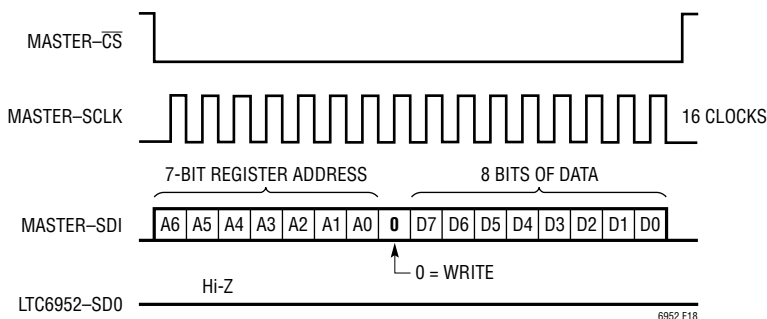 MASTER–C̅S̅
MASTER–SCLK
16 CLOCKS
7-BIT REGISTER ADDRESS
8 BITS OF DATA
MASTER–SDI
A6 A5 A4 A3 A2 A1 A0 0 D7 D6 D5 D4 D3 D2 D1 D0
0 = WRITE
Hi-Z
LTC6952–SD0
6952 F18